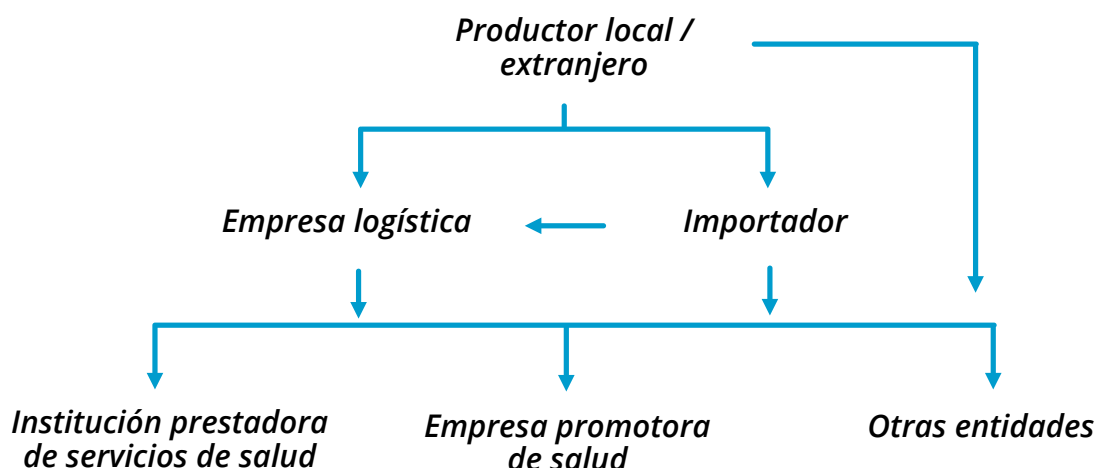 Productor local /
extranjero
Empresa logística
Importador
Institución prestadora
de servicios de salud
Empresa promotora
de salud
Otras entidades